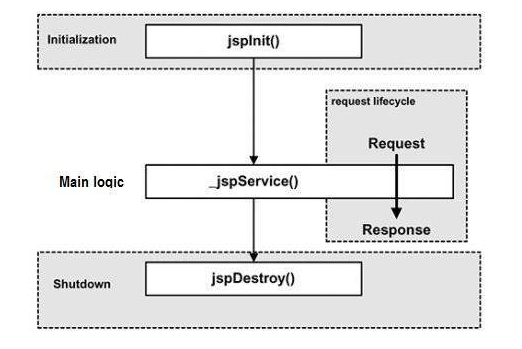 Initialization
jspInit()
request lifecycle
Request
Main logic
_jspService()
Response
Shutdown
jspDestroy()